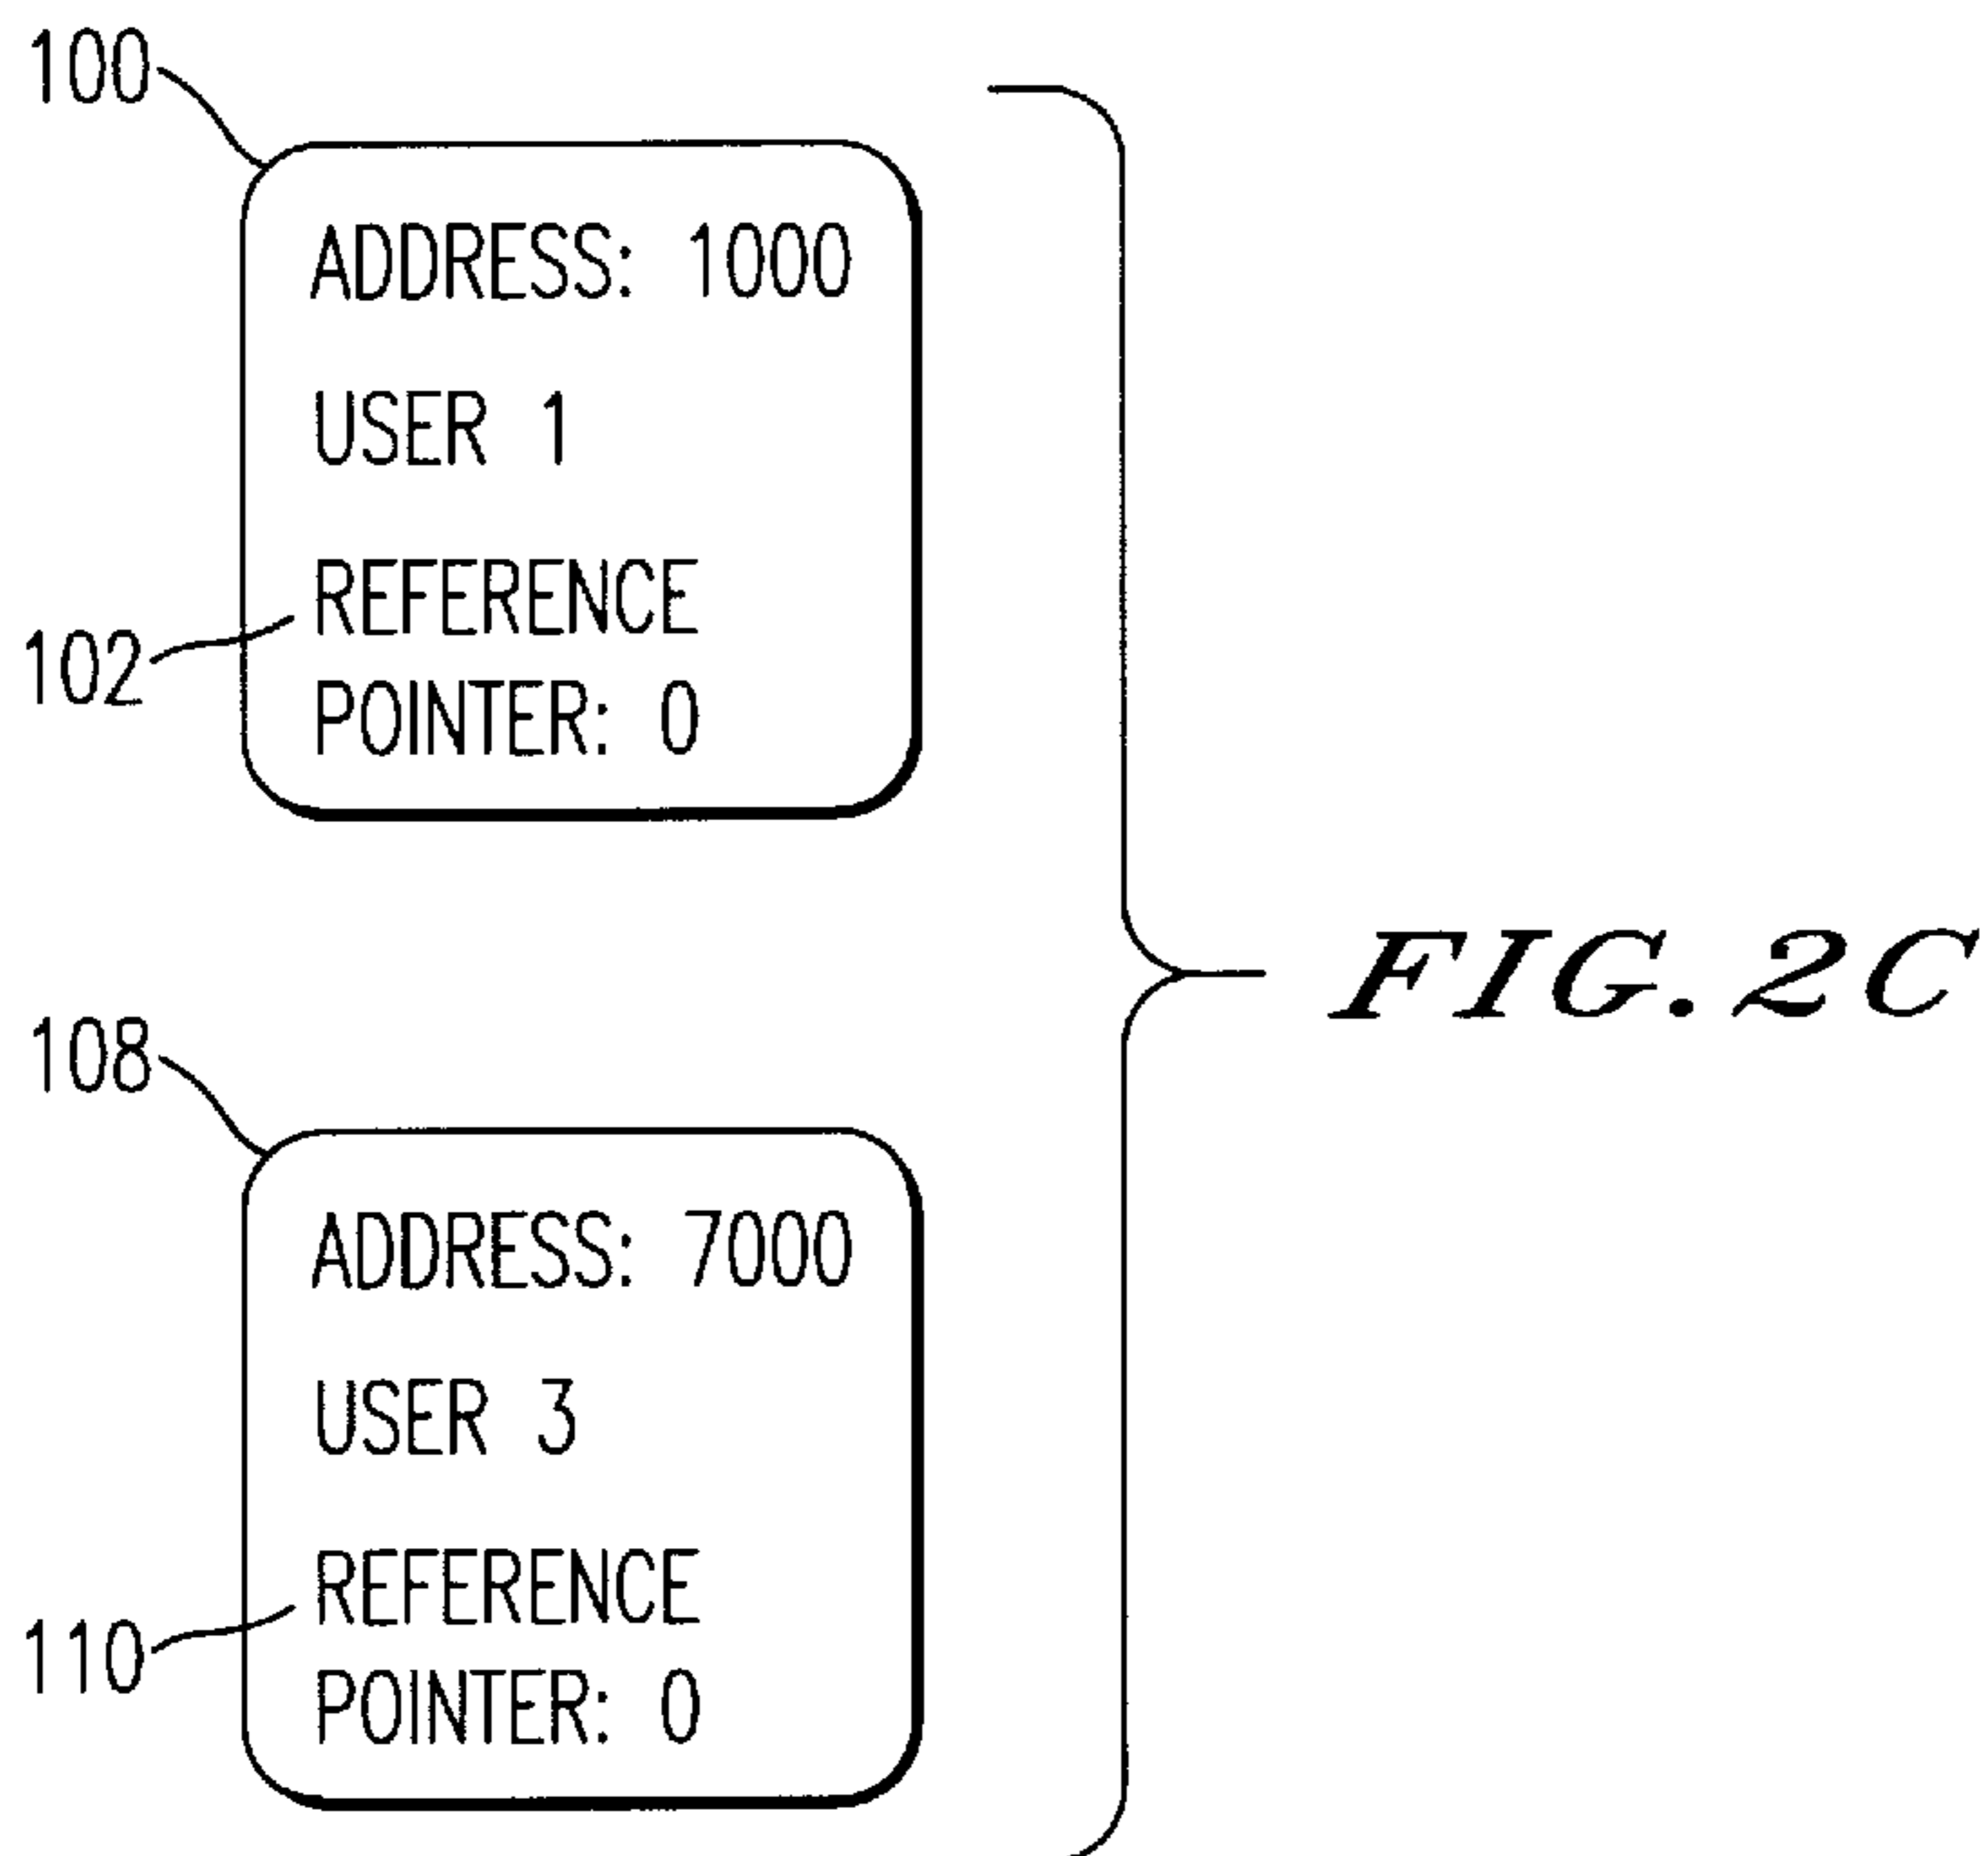 100
ADDRESS: 1000
USER 1
REFERENCE
102
POINTER: 0
FIG. 2C
108
ADDRESS: 7000
USER 3
REFERENCE
110
POINTER: 0